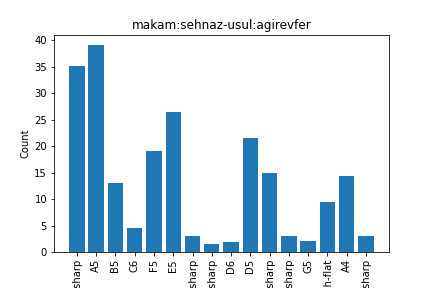 makam:sehnaz-usul:agirevfer
40
35
30
25
20
15
10
5
0
Count
sharp
A5
B5
C6
F5
E5
sharp
sharp
D6
D5
sharp
sharp
G5
h-flat
A4
sharp